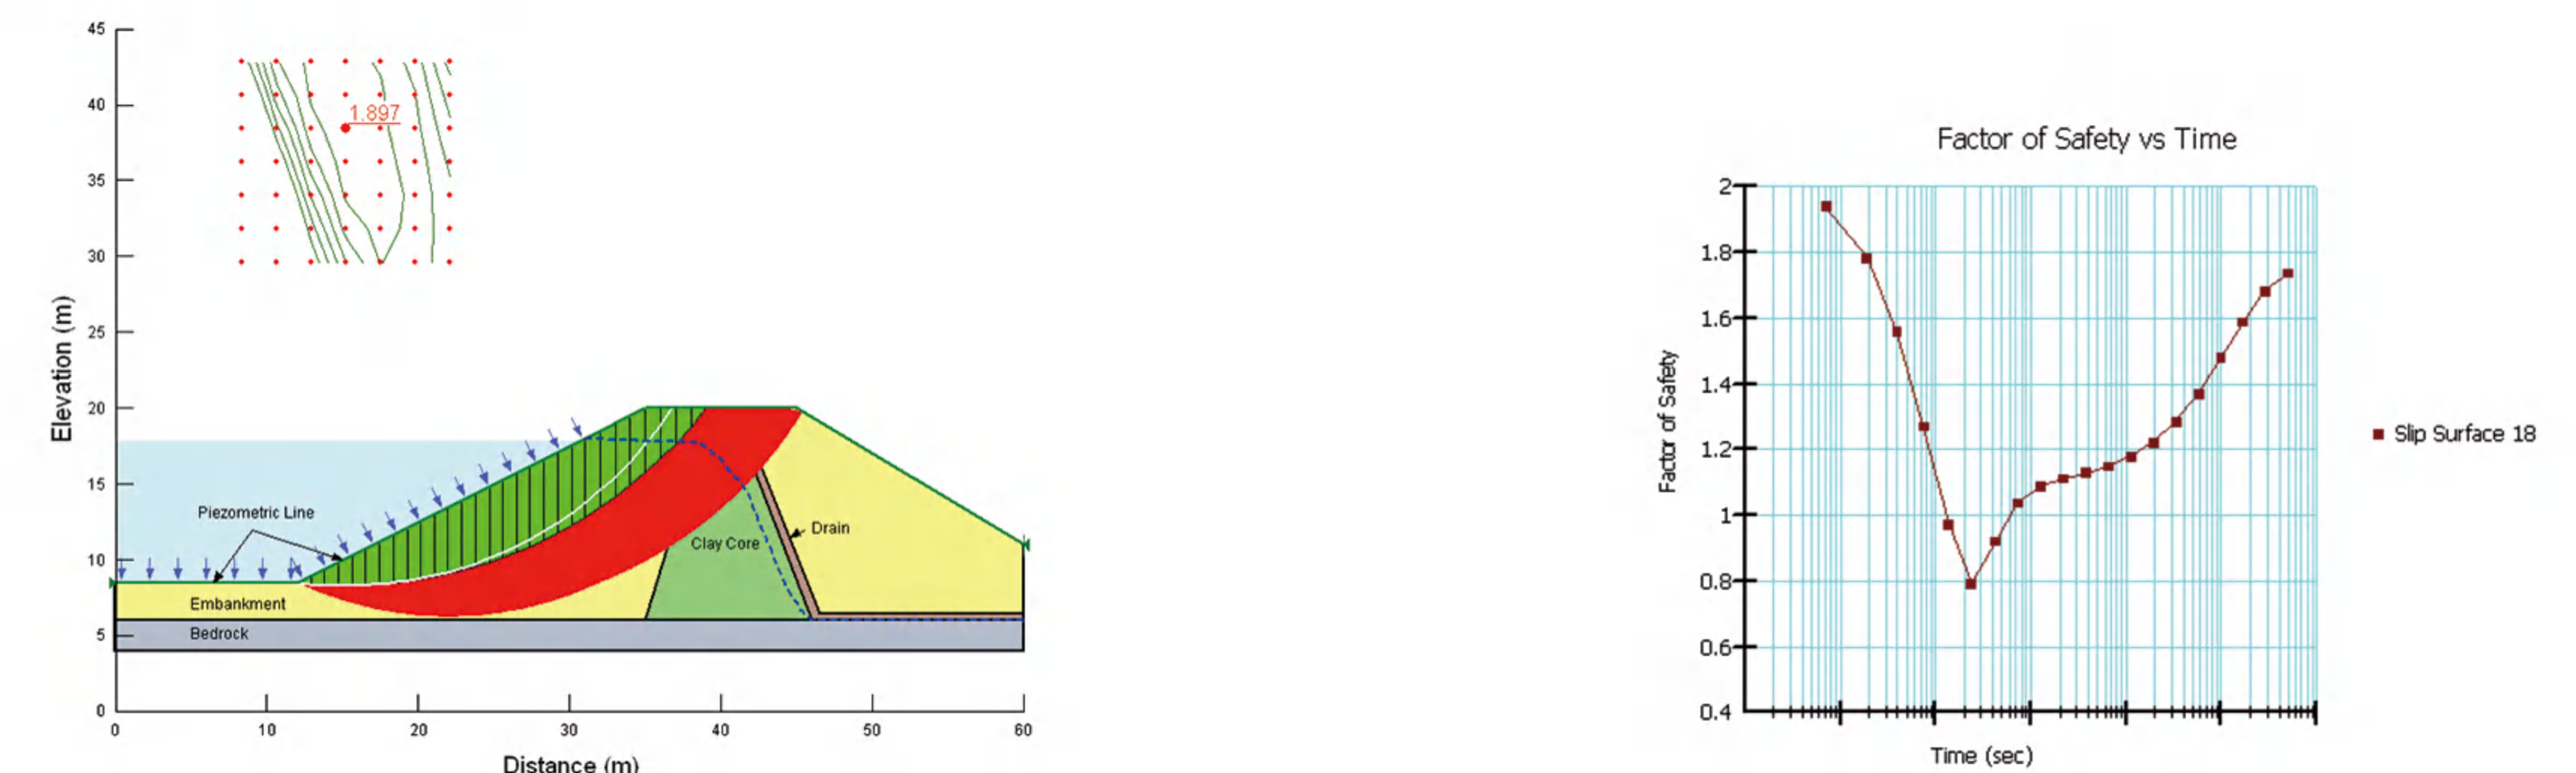 45
40
35
30
25
20
15
10
5
0
Elevation (m)
1.897
Piezometric Line
Embankment
Bedrock
Clay Core
Drain
0 10 20 30 40 50 60
Distance (m)
Factor of Safety vs Time
2
1.8
1.6
1.4
1.2
1
0.8
0.6
0.4
Factor of Safety
Time (sec)
Slip Surface 18